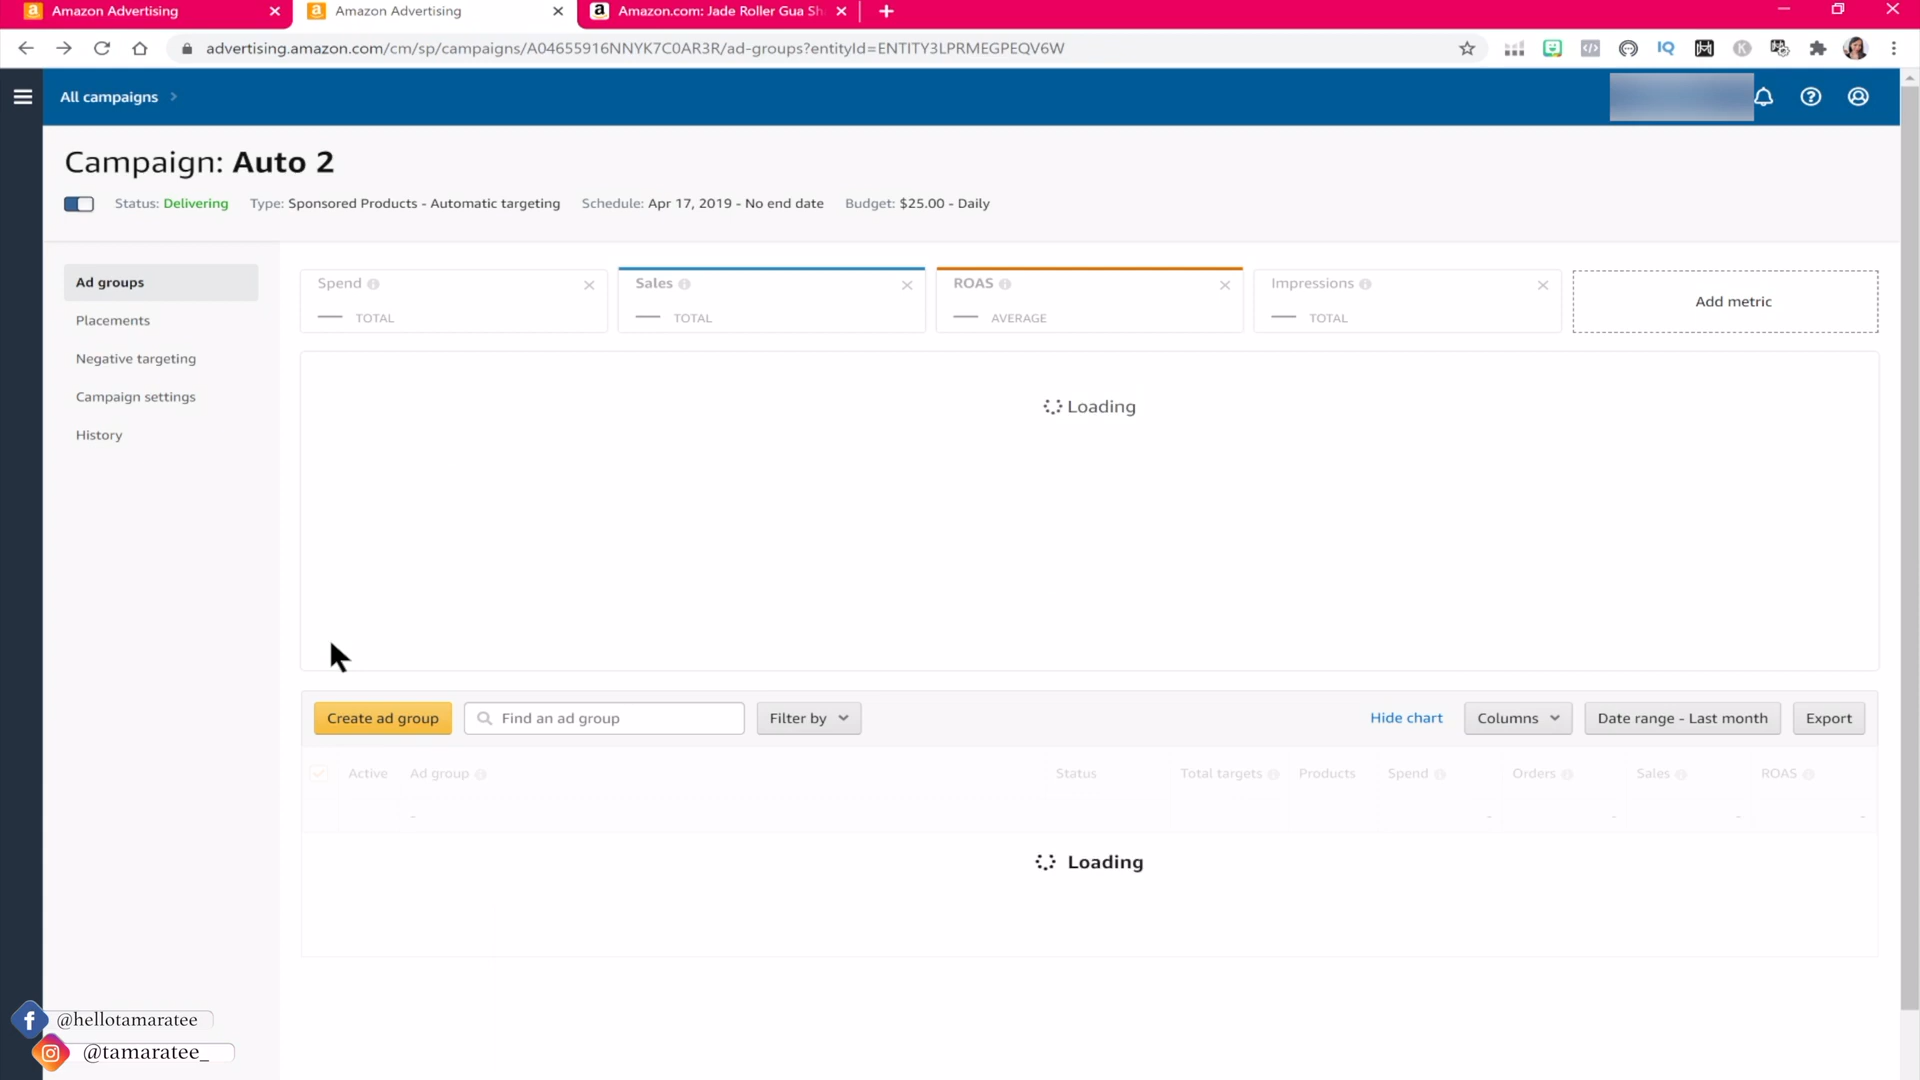 Amazon Advertising
Amazon Advertising
Amazon.com: Jade Roller Gua Sh
advertising.amazon.com/cm/sp/campaigns/A04655916NNYK7C0AR3R/ad-groups?entityId=ENTITY3LPRMEGPEQV6W
IQ
K
All campaigns
Campaign: Auto 2
Status: Delivering Type: Sponsored Products - Automatic targeting Schedule: Apr 17, 2019 - No end date Budget: $25.00 - Daily
Ad groups
Placements
Negative targeting
Campaign settings
History
Spend
— TOTAL
Sales
— TOTAL
ROAS
— AVERAGE
Impressions
— TOTAL
Add metric
Loading
Create ad group
Find an ad group
Filter by
Hide chart
Columns
Date range - Last month
Export
Active Ad group Status Total targets Products Spend Orders Sales ROAS
- - - - -
Loading
@hellotamaratee
@tamaratee_